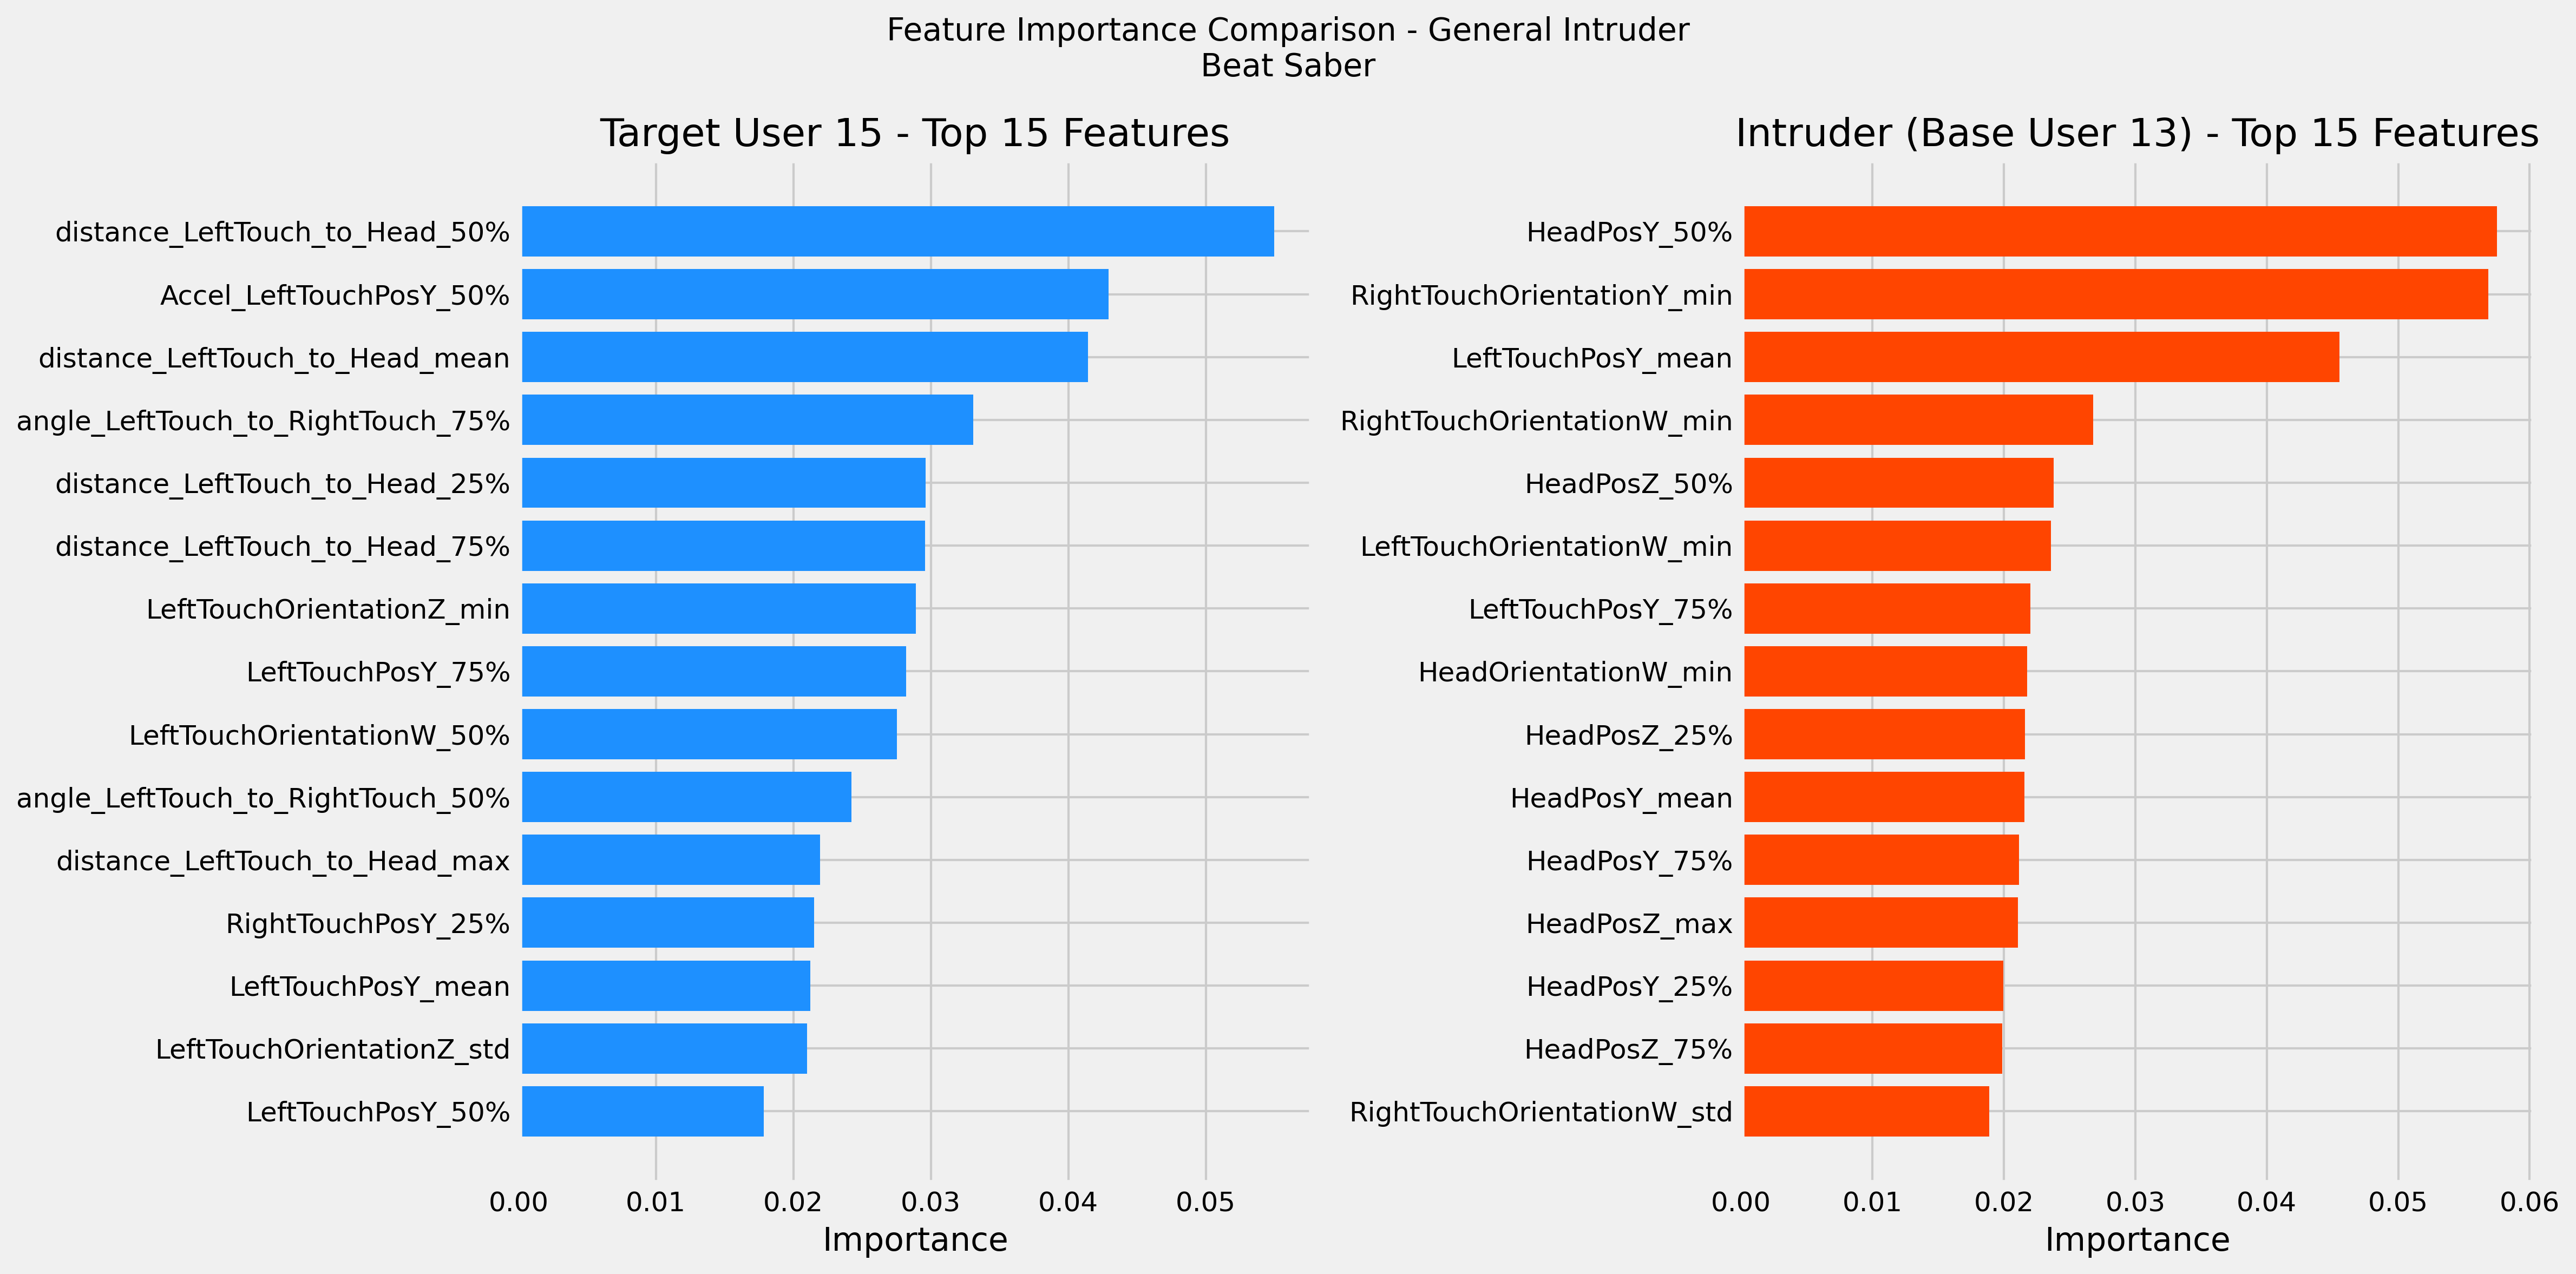 Feature Importance Comparison - General Intruder
Beat Saber
Target User 15 - Top 15 Features
distance_LeftTouch_to_Head_50%
Accel_LeftTouchPosY_50%
distance_LeftTouch_to_Head_mean
angle_LeftTouch_to_RightTouch_75%
distance_LeftTouch_to_Head_25%
distance_LeftTouch_to_Head_75%
LeftTouchOrientationZ_min
LeftTouchPosY_75%
LeftTouchOrientationW_50%
angle_LeftTouch_to_RightTouch_50%
distance_LeftTouch_to_Head_max
RightTouchPosY_25%
LeftTouchPosY_mean
LeftTouchOrientationZ_std
LeftTouchPosY_50%
0.00 0.01 0.02 0.03 0.04 0.05
Importance
Intruder (Base User 13) - Top 15 Features
HeadPosY_50%
RightTouchOrientationY_min
LeftTouchPosY_mean
RightTouchOrientationW_min
HeadPosZ_50%
LeftTouchOrientationW_min
LeftTouchPosY_75%
HeadOrientationW_min
HeadPosZ_25%
HeadPosY_mean
HeadPosY_75%
HeadPosZ_max
HeadPosY_25%
HeadPosZ_75%
RightTouchOrientationW_std
0.00 0.01 0.02 0.03 0.04 0.05 0.06
Importance